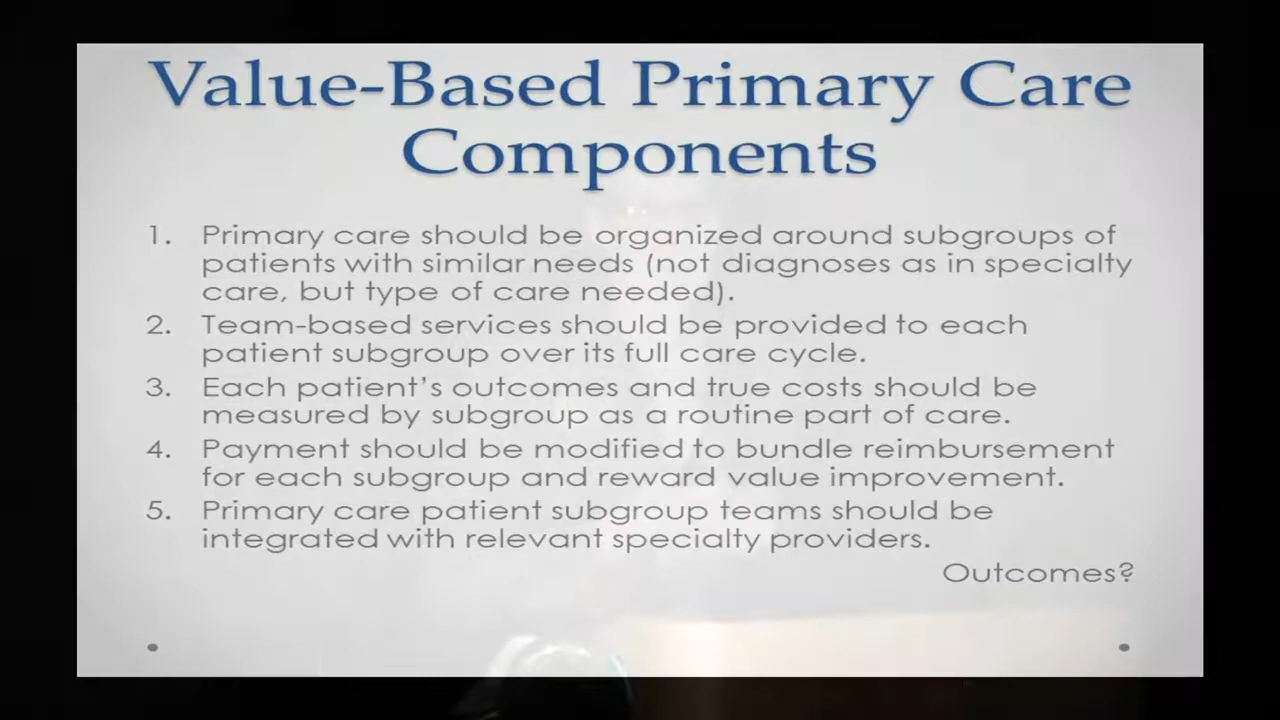 Value-Based Primary Care
Components
1. Primary care should be organized around subgroups of
patients with similar needs (not diagnoses as in specialty
care, but type of care needed).
2. Team-based services should be provided to each
patient subgroup over its full care cycle.
3. Each patient’s outcomes and true costs should be
measured by subgroup as a routine part of care.
4. Payment should be modified to bundle reimbursement
for each subgroup and reward value improvement.
5. Primary care patient subgroup teams should be
integrated with relevant specialty providers.
Outcomes?